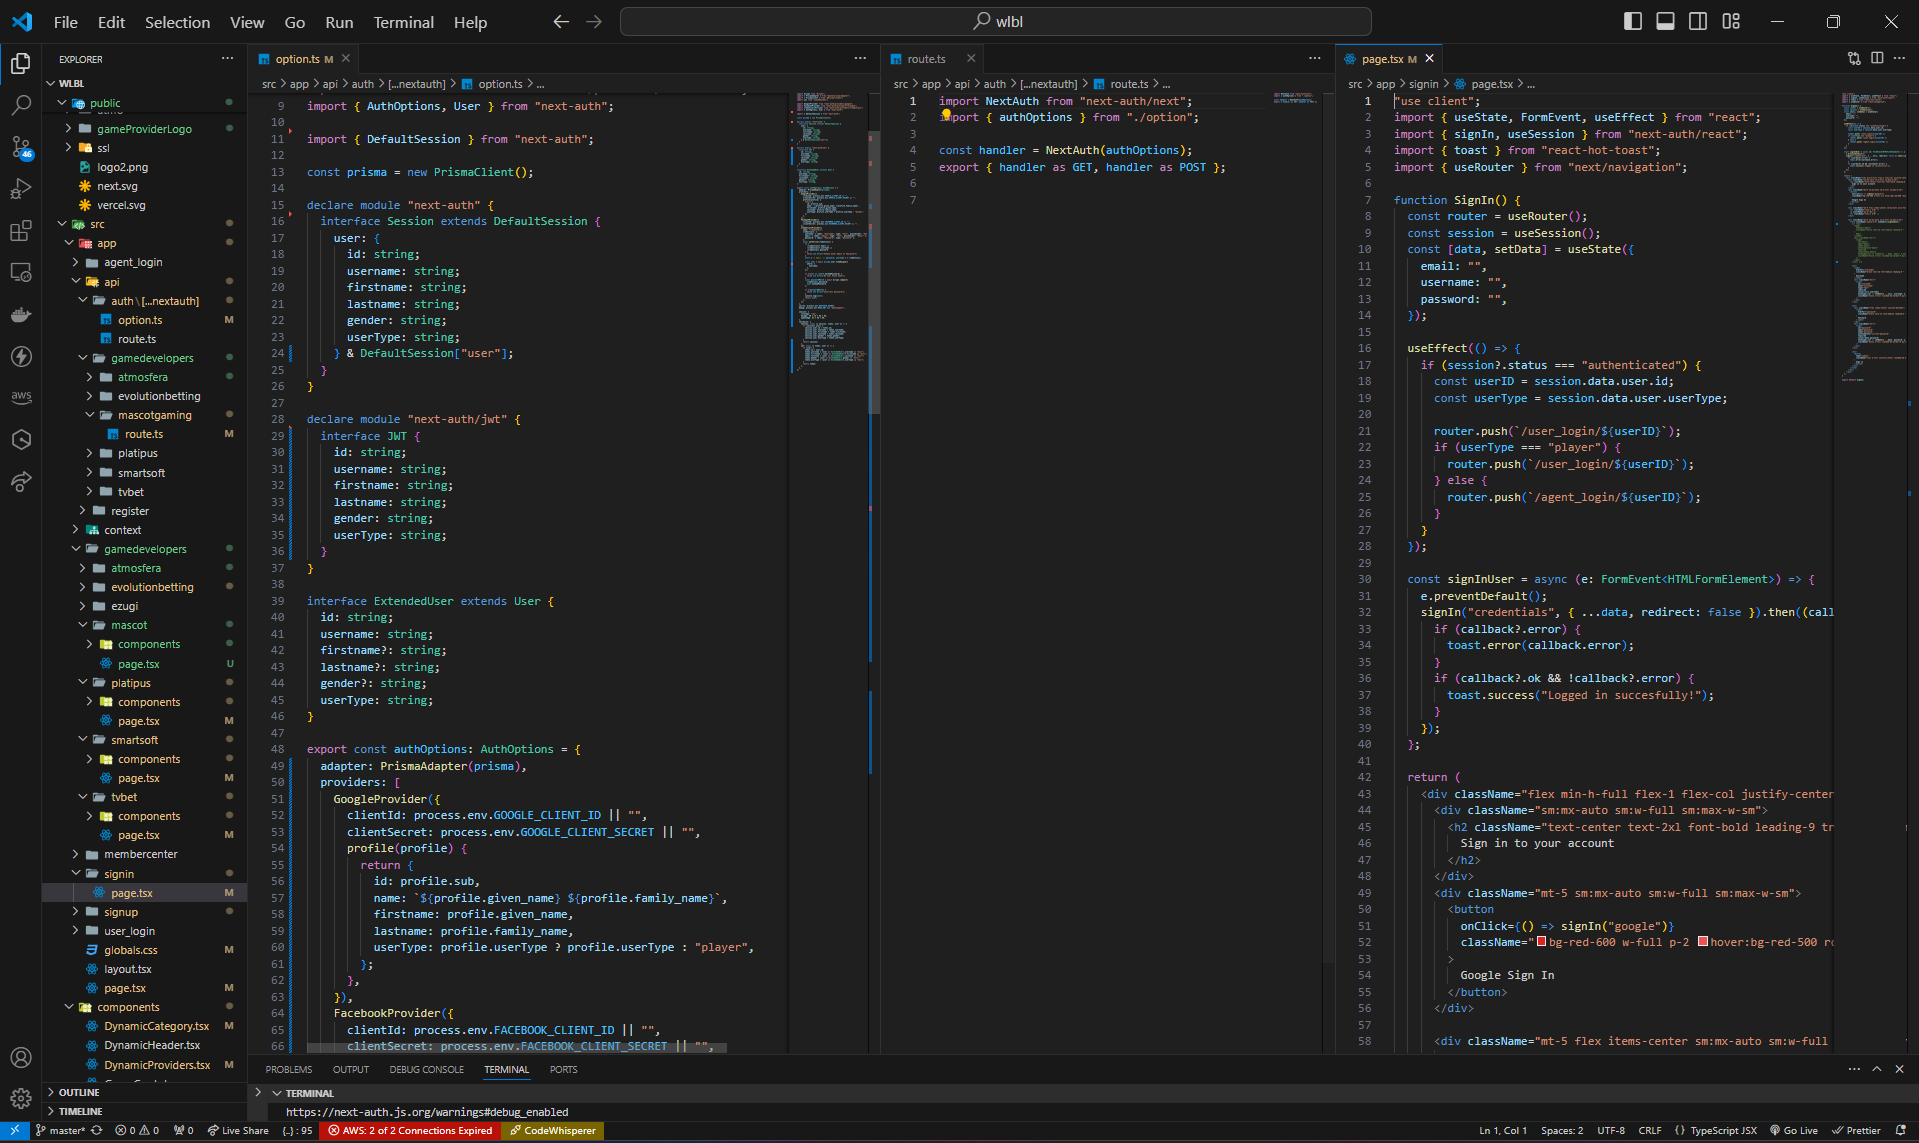 File Edit Selection View Go Run Terminal Help
wlbl
EXPLORER
WLBL
public
gameProviderLogo
ssl
logo2.png
next.svg
vercel.svg
src
app
agent_login
api
auth\[...nextauth]
option.ts M
route.ts
gamedevelopers
atmosfera
evolutionbetting
mascotgaming
route.ts M
platipus
smartsoft
tvbet
register
context
gamedevelopers
atmosfera
evolutionbetting
ezugi
mascot
components
page.tsx U
platipus
components
page.tsx M
smartsoft
components
page.tsx M
tvbet
components
page.tsx M
membercenter
signin
page.tsx M
signup
user_login
globals.css M
layout.tsx
page.tsx M
components
DynamicCategory.tsx M
DynamicHeader.tsx
DynamicProviders.tsx M
OUTLINE
TIMELINE
46
aws
option.ts M
src > app > api > auth > [...nextauth] > option.ts > ...
9 import { AuthOptions, User } from "next-auth";
10
11 import { DefaultSession } from "next-auth";
12
13 const prisma = new PrismaClient();
14
15 declare module "next-auth" {
16 interface Session extends DefaultSession {
17 user: {
18 id: string;
19 username: string;
20 firstname: string;
21 lastname: string;
22 gender: string;
23 userType: string;
24 } & DefaultSession["user"];
25 }
26 }
27
28 declare module "next-auth/jwt" {
29 interface JWT {
30 id: string;
31 username: string;
32 firstname: string;
33 lastname: string;
34 gender: string;
35 userType: string;
36 }
37 }
38
39 interface ExtendedUser extends User {
40 id: string;
41 username: string;
42 firstname?: string;
43 lastname?: string;
44 gender?: string;
45 userType: string;
46 }
47
48 export const authOptions: AuthOptions = {
49 adapter: PrismaAdapter(prisma),
50 providers: [
51 GoogleProvider({
52 clientId: process.env.GOOGLE_CLIENT_ID || "",
53 clientSecret: process.env.GOOGLE_CLIENT_SECRET || "",
54 profile(profile) {
55 return {
56 id: profile.sub,
57 name: `${profile.given_name} ${profile.family_name}`,
58 firstname: profile.given_name,
59 lastname: profile.family_name,
60 userType: profile.userType ? profile.userType : "player",
61 };
62 },
63 }),
64 FacebookProvider({
65 clientId: process.env.FACEBOOK_CLIENT_ID || "",
66 clientSecret: process.env.FACEBOOK_CLIENT_SECRET || "",
route.ts
src > app > api > auth > [...nextauth] > route.ts > ...
1 import NextAuth from "next-auth/next";
2 import { authOptions } from "./option";
3
4 const handler = NextAuth(authOptions);
5 export { handler as GET, handler as POST };
6
7
page.tsx M
src > app > signin > page.tsx > ...
1 "use client";
2 import { useState, FormEvent, useEffect } from "react";
3 import { signIn, useSession } from "next-auth/react";
4 import { toast } from "react-hot-toast";
5 import { useRouter } from "next/navigation";
6
7 function SignIn() {
8 const router = useRouter();
9 const session = useSession();
10 const [data, setData] = useState({
11 email: "",
12 username: "",
13 password: "",
14 });
15
16 useEffect(() => {
17 if (session?.status === "authenticated") {
18 const userID = session.data.user.id;
19 const userType = session.data.user.userType;
20
21 router.push(`/user_login/${userID}`);
22 if (userType === "player") {
23 router.push(`/user_login/${userID}`);
24 } else {
25 router.push(`/agent_login/${userID}`);
26 }
27 }
28 });
29
30 const signInUser = async (e: FormEvent<HTMLFormElement>) => {
31 e.preventDefault();
32 signIn("credentials", { ...data, redirect: false }).then((call
33 if (callback?.error) {
34 toast.error(callback.error);
35 }
36 if (callback?.ok && !callback?.error) {
37 toast.success("Logged in succesfully!");
38 }
39 });
40 };
41
42 return (
43 <div className="flex min-h-full flex-1 flex-col justify-center
44 <div className="sm:mx-auto sm:w-full sm:max-w-sm">
45 <h2 className="text-center text-2xl font-bold leading-9 tr
46 Sign in to your account
47 </h2>
48 </div>
49 <div className="mt-5 sm:mx-auto sm:w-full sm:max-w-sm">
50 <button
51 onClick={() => signIn("google")}
52 className="bg-red-600 w-full p-2 hover:bg-red-500 ro
53 >
54 Google Sign In
55 </button>
56 </div>
57
58 <div className="mt-5 flex items-center sm:mx-auto sm:w-full
PROBLEMS OUTPUT DEBUG CONSOLE TERMINAL PORTS
TERMINAL
https://next-auth.js.org/warnings#debug_enabled
master* 0 0 0 Live Share {..} : 95 AWS: 2 of 2 Connections Expired CodeWhisperer Ln 1, Col 1 Spaces: 2 UTF-8 CRLF {} TypeScript JSX Go Live Prettier